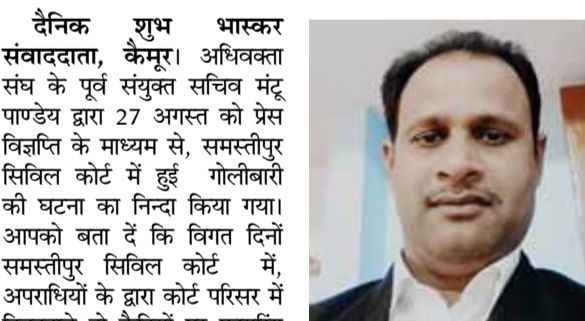 दैनिक शुभ भास्कर
संवाददाता, कैमूर। अधिवक्ता
संघ के पूर्व संयुक्त सचिव मंटू
पाण्डेय द्वारा 27 अगस्त को प्रेस
विज्ञप्ति के माध्यम से, समस्तीपुर
सिविल कोर्ट में हुई गोलीबारी
की घटना का निन्दा किया गया।
आपको बता दें कि विगत दिनों
समस्तीपुर सिविल कोर्ट में,
अपराधियों के द्वारा कोर्ट परिसर में